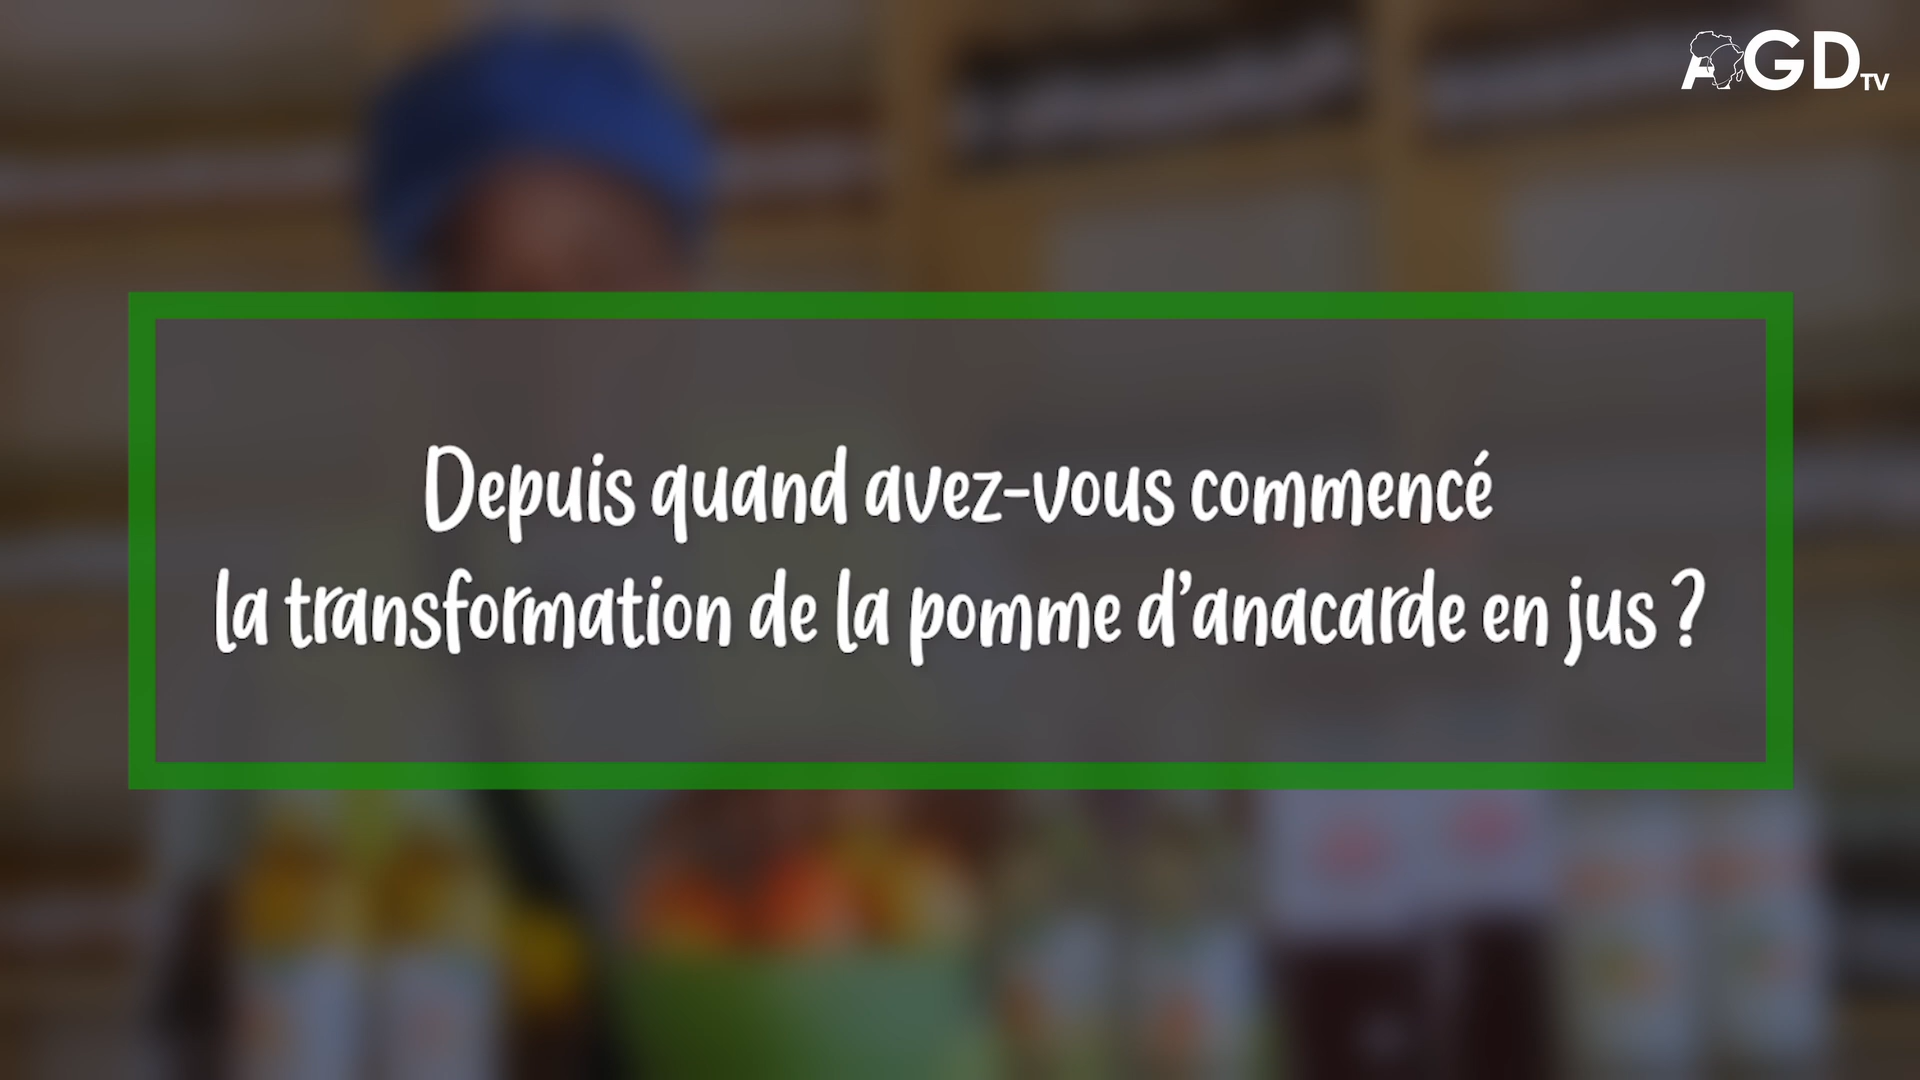 AGD TV
Depuis quand avez-vous commencé
la transformation de la pomme d'anacarde en jus ?